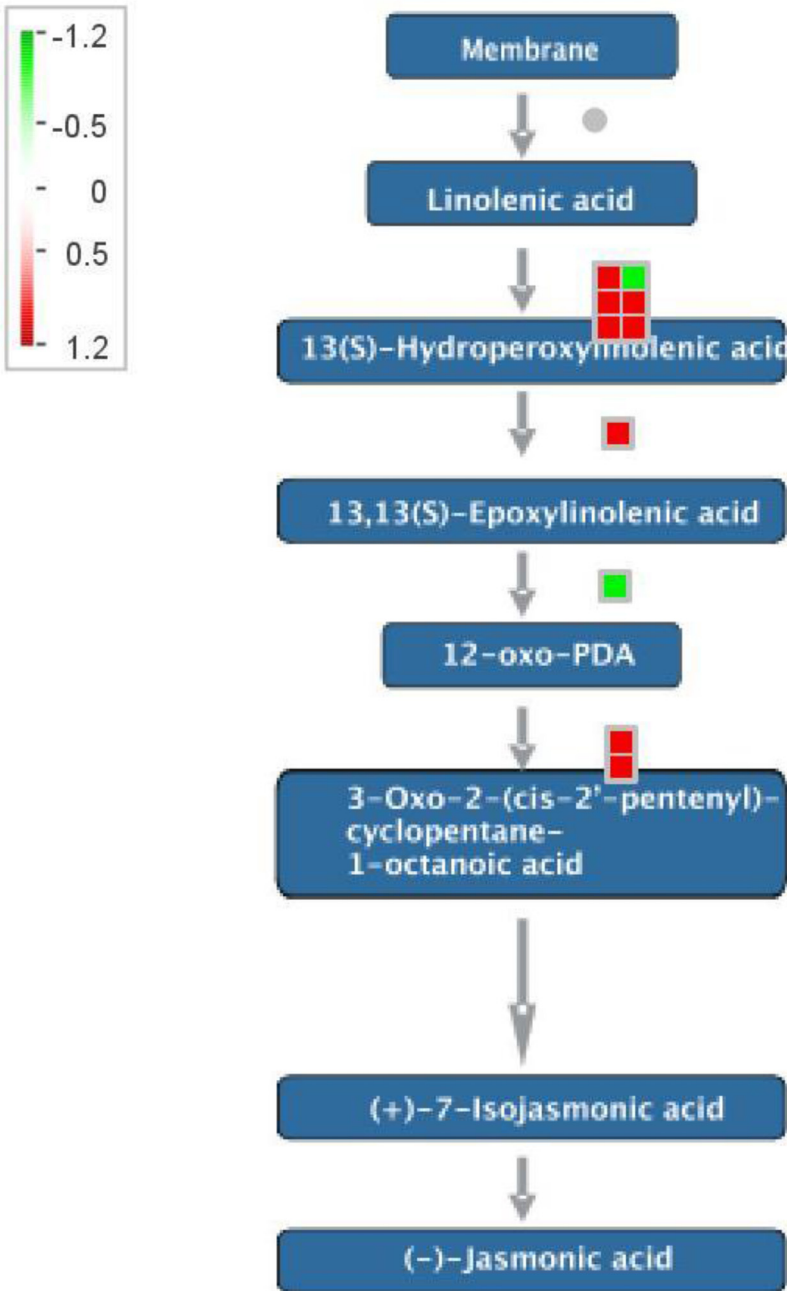 -1.2
-0.5
0
0.5
1.2
Membrane
Linolenic acid
13(S)-Hydroperoxylinolenic acid
13,13(S)-Epoxylinolenic acid
12-oxo-PDA
3-Oxo-2-(cis-2'-pentenyl)-
cyclopentane-
1-octanoic acid
(+)-7-Isojasmonic acid
(-)-Jasmonic acid